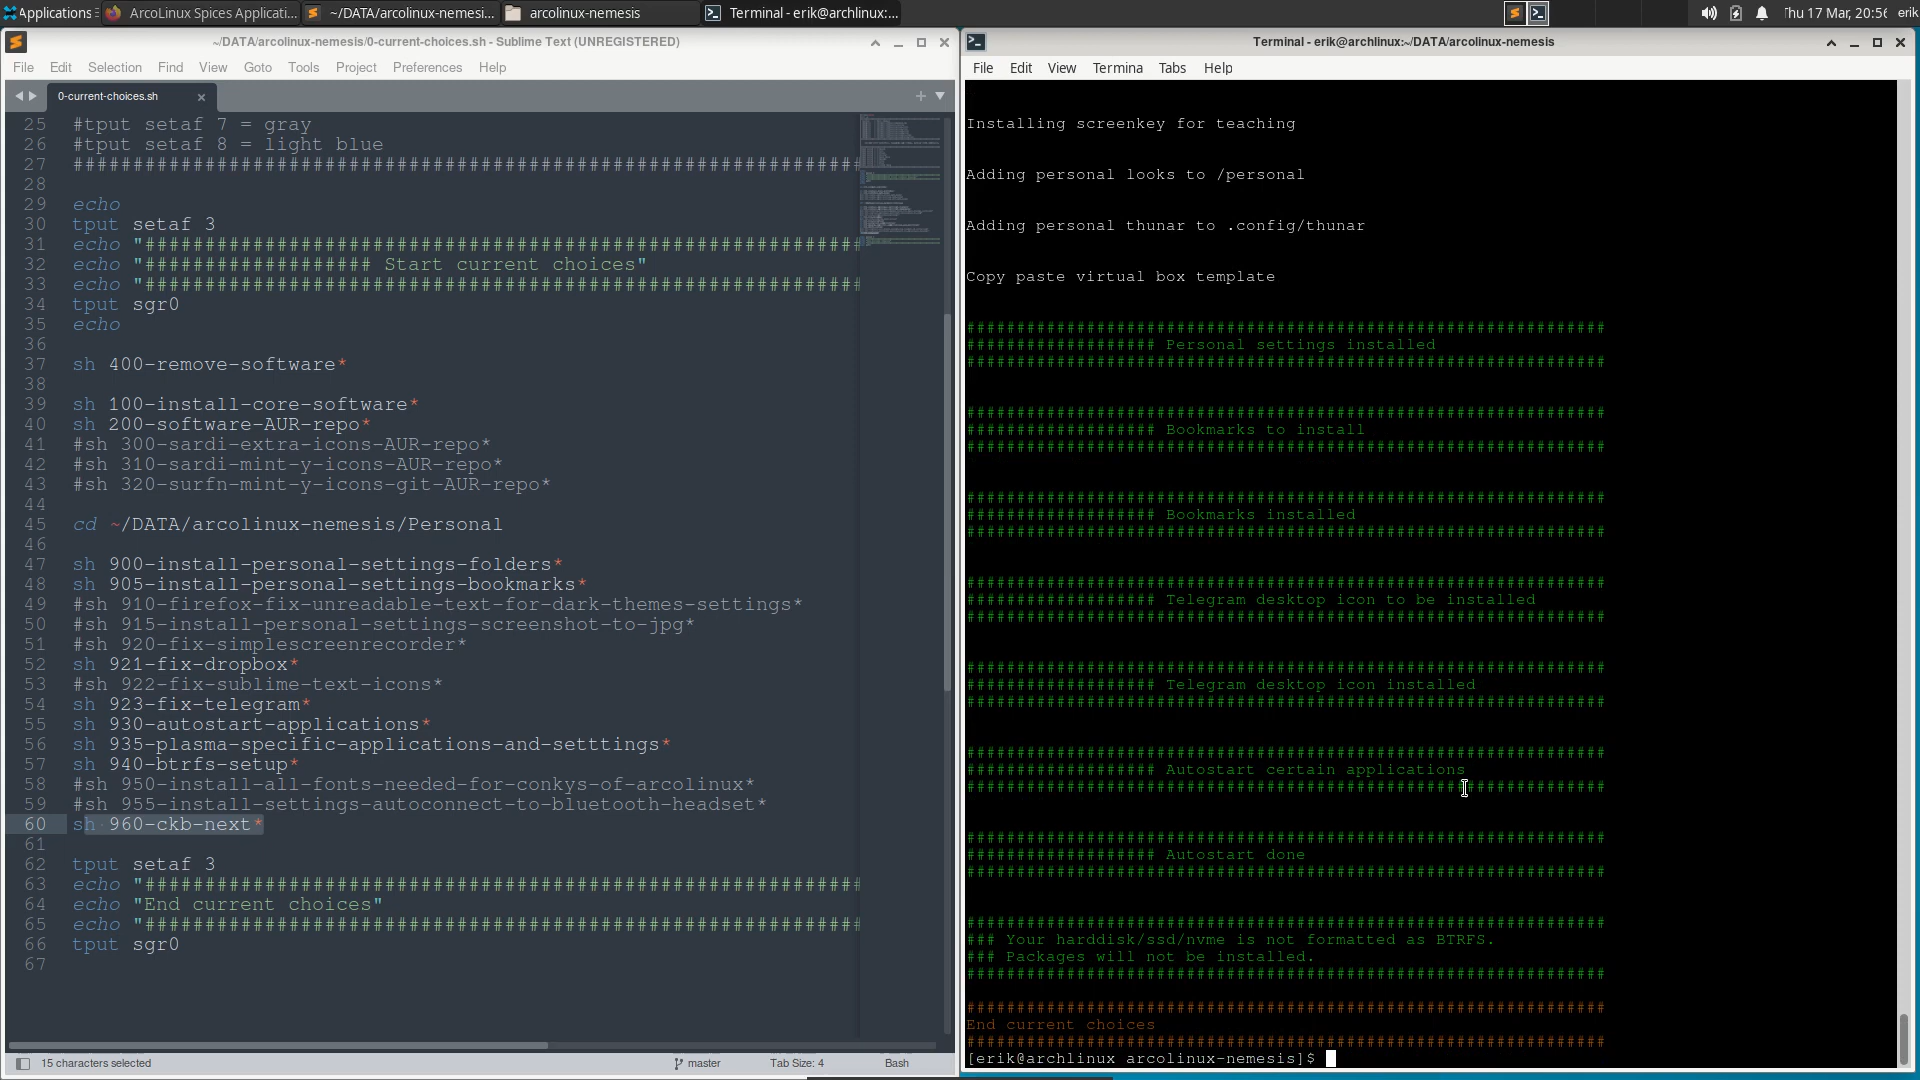 Applications
ArcoLinux Spices Applicati...
~/DATA/arcolinux-nemesi...
arcolinux-nemesis
Terminal - erik@archlinux:...
Thu 17 Mar, 20:56
erik
~/DATA/arcolinux-nemesis/0-current-choices.sh - Sublime Text (UNREGISTERED)
File Edit Selection Find View Goto Tools Project Preferences Help
0-current-choices.sh
25 #tput setaf 7 = gray
26 #tput setaf 8 = light blue
27 ##################################################################
28
29 echo
30 tput setaf 3
31 echo "############################################################
32 echo "################### Start current choices"
33 echo "############################################################
34 tput sgr0
35 echo
36
37 sh 400-remove-software*
38
39 sh 100-install-core-software*
40 sh 200-software-AUR-repo*
41 #sh 300-sardi-extra-icons-AUR-repo*
42 #sh 310-sardi-mint-y-icons-AUR-repo*
43 #sh 320-surfn-mint-y-icons-git-AUR-repo*
44
45 cd ~/DATA/arcolinux-nemesis/Personal
46
47 sh 900-install-personal-settings-folders*
48 sh 905-install-personal-settings-bookmarks*
49 #sh 910-firefox-fix-unreadable-text-for-dark-themes-settings*
50 #sh 915-install-personal-settings-screenshot-to-jpg*
51 #sh 920-fix-simplescreenrecorder*
52 sh 921-fix-dropbox*
53 #sh 922-fix-sublime-text-icons*
54 sh 923-fix-telegram*
55 sh 930-autostart-applications*
56 sh 935-plasma-specific-applications-and-setttings*
57 sh 940-btrfs-setup*
58 #sh 950-install-all-fonts-needed-for-conkys-of-arcolinux*
59 #sh 955-install-settings-autoconnect-to-bluetooth-headset*
60 sh 960-ckb-next*
61
62 tput setaf 3
63 echo "############################################################
64 echo "End current choices"
65 echo "############################################################
66 tput sgr0
67
15 characters selected
master
Tab Size: 4
Bash
Terminal - erik@archlinux:~/DATA/arcolinux-nemesis
File Edit View Termina Tabs Help
Installing screenkey for teaching
Adding personal looks to /personal
Adding personal thunar to .config/thunar
Copy paste virtual box template
################################################################
################### Personal settings installed
################################################################
################################################################
################### Bookmarks to install
################################################################
################################################################
################### Bookmarks installed
################################################################
################################################################
################### Telegram desktop icon to be installed
################################################################
################################################################
################### Telegram desktop icon installed
################################################################
################################################################
################### Autostart certain applications
################################################################
################################################################
################### Autostart done
################################################################
################################################################
### Your harddisk/ssd/nvme is not formatted as BTRFS.
### Packages will not be installed.
################################################################
################################################################
End current choices
################################################################
[erik@archlinux arcolinux-nemesis]$